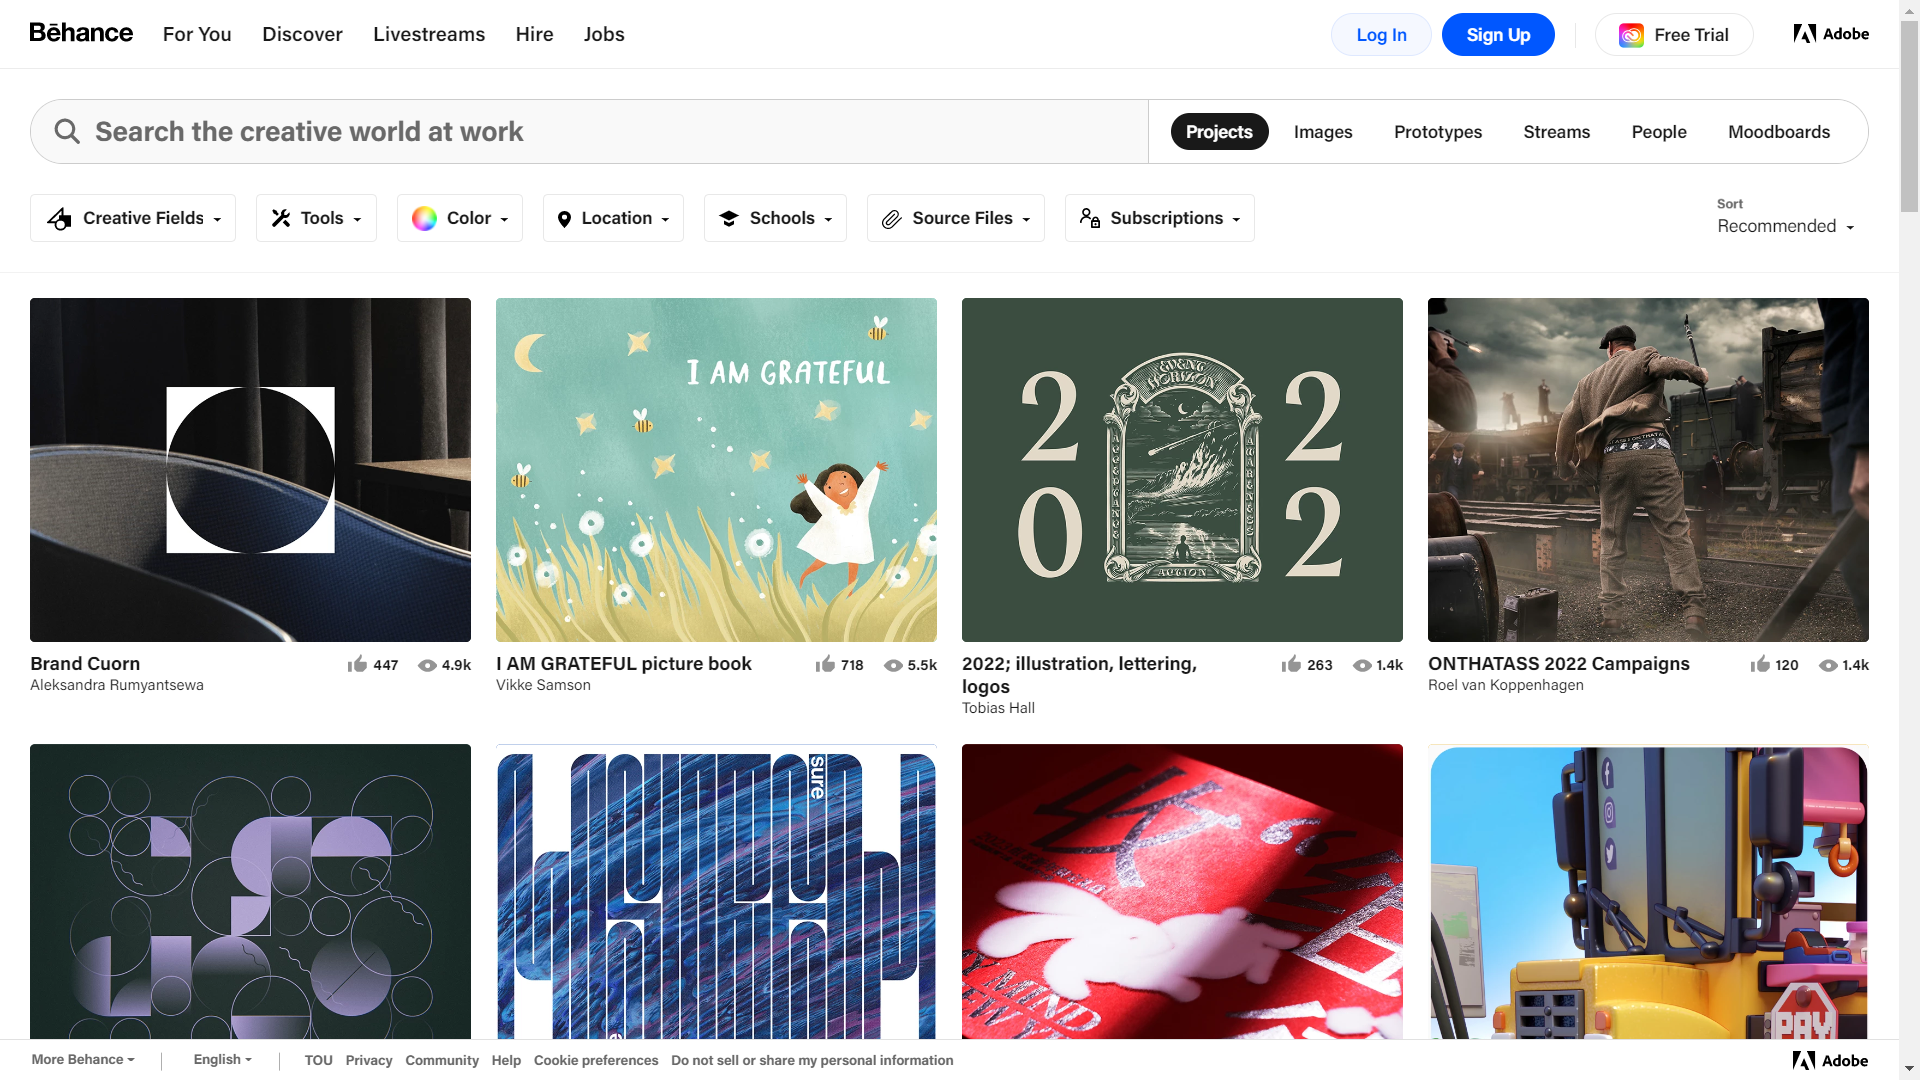 Bēhance For You Discover Livestreams Hire Jobs Log In Sign Up Free Trial Adobe
Search the creative world at work Projects Images Prototypes Streams People Moodboards
Creative Fields Tools Color Location Schools Source Files Subscriptions
Sort
Recommended
I AM GRATEFUL
2 2
0 2
EVENT
HORIZON
ACCEPTANCE
AWARENESS
ACTION
Brand Cuorn 447 4.9k
Aleksandra Rumyantsewa
I AM GRATEFUL picture book 718 5.5k
Vikke Samson
2022; illustration, lettering,
logos 263 1.4k
Tobias Hall
ONTHATASS 2022 Campaigns 120 1.4k
Roel van Koppenhagen
sure
PAY
More Behance English TOU Privacy Community Help Cookie preferences Do not sell or share my personal information Adobe